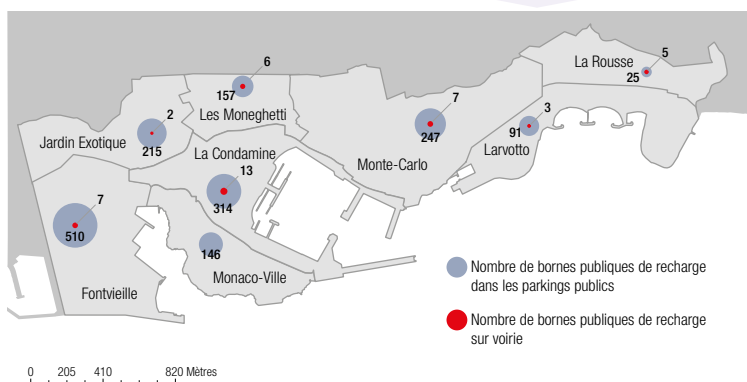 5
La Rousse
25
6
157
Les Moneghetti
7
247
Monte-Carlo
3
91
Larvotto
2
Jardin Exotique
215
La Condamine
13
314
7
510
Fontvieille
146
Monaco-Ville
Nombre de bornes publiques de recharge
dans les parkings publics
Nombre de bornes publiques de recharge
sur voirie
0 205 410 820 Mètres